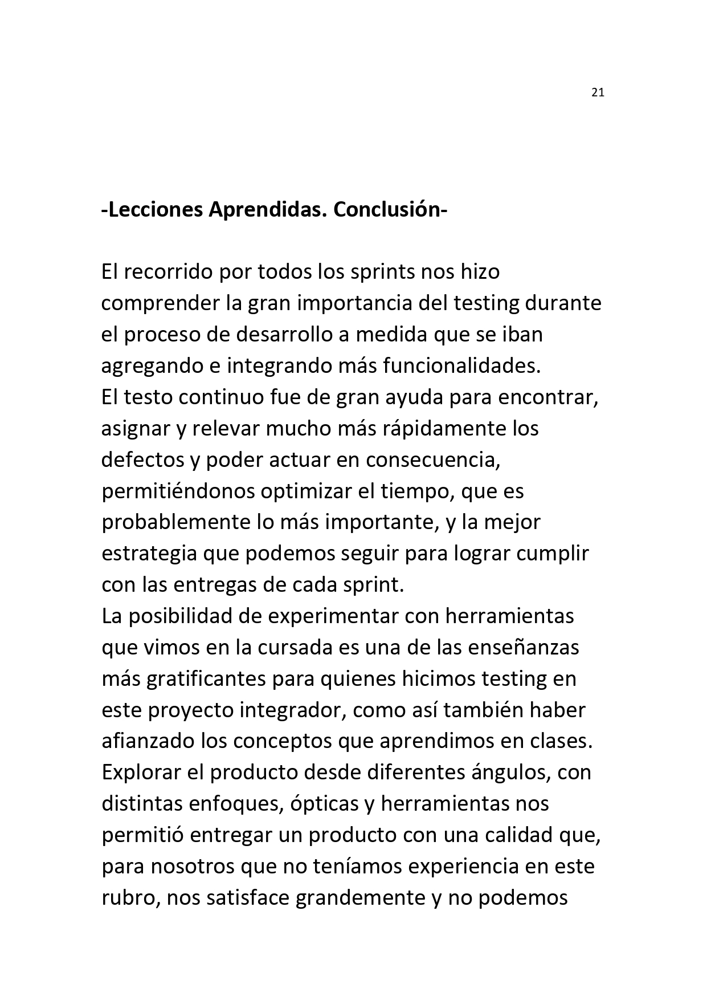 21
-Lecciones Aprendidas. Conclusión-
El recorrido por todos los sprints nos hizo
comprender la gran importancia del testing durante
el proceso de desarrollo a medida que se iban
agregando e integrando más funcionalidades.
El testo continuo fue de gran ayuda para encontrar,
asignar y relevar mucho más rápidamente los
defectos y poder actuar en consecuencia,
permitiéndonos optimizar el tiempo, que es
probablemente lo más importante, y la mejor
estrategia que podemos seguir para lograr cumplir
con las entregas de cada sprint.
La posibilidad de experimentar con herramientas
que vimos en la cursada es una de las enseñanzas
más gratificantes para quienes hicimos testing en
este proyecto integrador, como así también haber
afianzado los conceptos que aprendimos en clases.
Explorar el producto desde diferentes ángulos, con
distintas enfoques, ópticas y herramientas nos
permitió entregar un producto con una calidad que,
para nosotros que no teníamos experiencia en este
rubro, nos satisface grandemente y no podemos